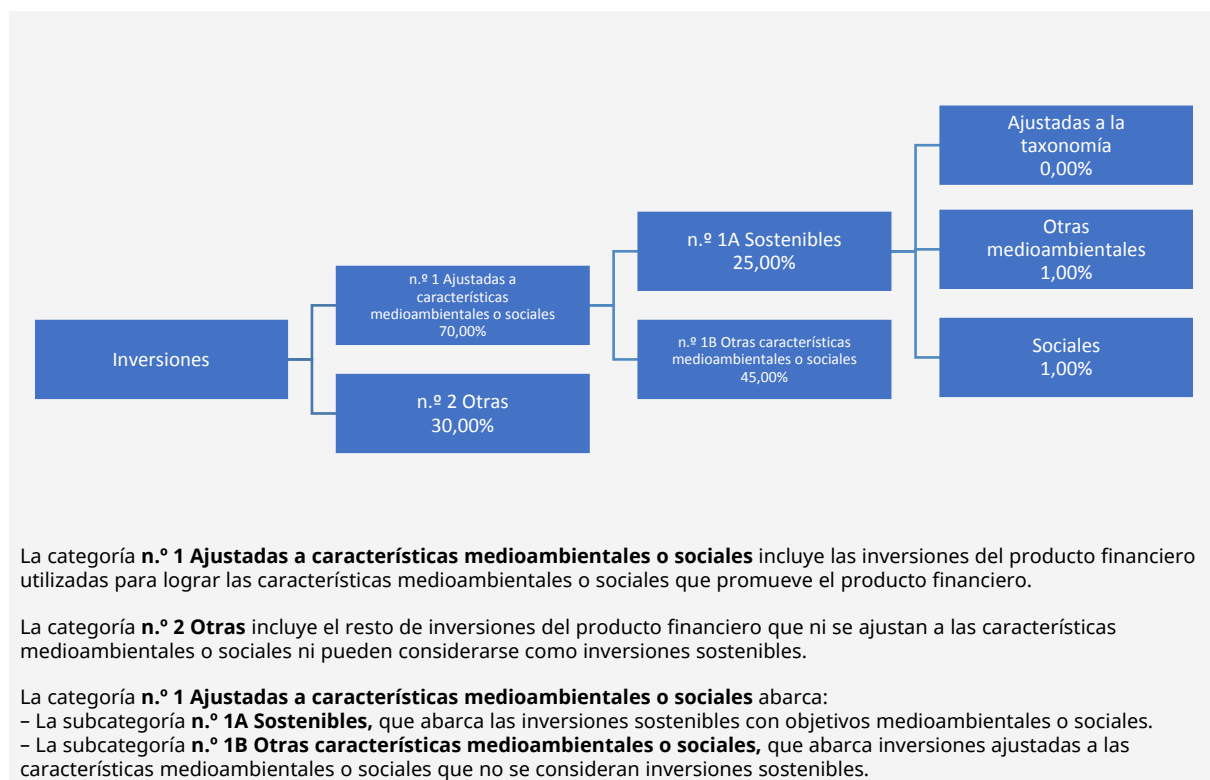 Inversiones
n.º 1 Ajustadas a
características
medioambientales o sociales
70,00%
n.º 2 Otras
30,00%
n.º 1A Sostenibles
25,00%
n.º 1B Otras características
medioambientales o sociales
45,00%
Ajustadas a la
taxonomía
0,00%
Otras
medioambientales
1,00%
Sociales
1,00%
La categoría n.º 1 Ajustadas a características medioambientales o sociales incluye las inversiones del producto financiero
utilizadas para lograr las características medioambientales o sociales que promueve el producto financiero.
La categoría n.º 2 Otras incluye el resto de inversiones del producto financiero que ni se ajustan a las características
medioambientales o sociales ni pueden considerarse como inversiones sostenibles.
La categoría n.º 1 Ajustadas a características medioambientales o sociales abarca:
– La subcategoría n.º 1A Sostenibles, que abarca las inversiones sostenibles con objetivos medioambientales o sociales.
– La subcategoría n.º 1B Otras características medioambientales o sociales, que abarca inversiones ajustadas a las
características medioambientales o sociales que no se consideran inversiones sostenibles.